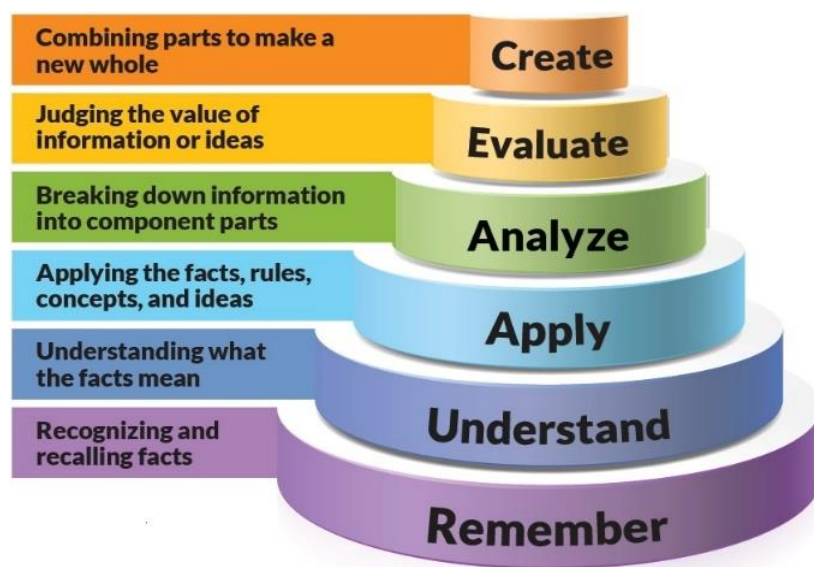 Combining parts to make a
new whole
Create
Judging the value of
information or ideas
Evaluate
Breaking down information
into component parts
Analyze
Applying the facts, rules,
concepts, and ideas
Apply
Understanding what
the facts mean
Understand
Recognizing and
recalling facts
Remember